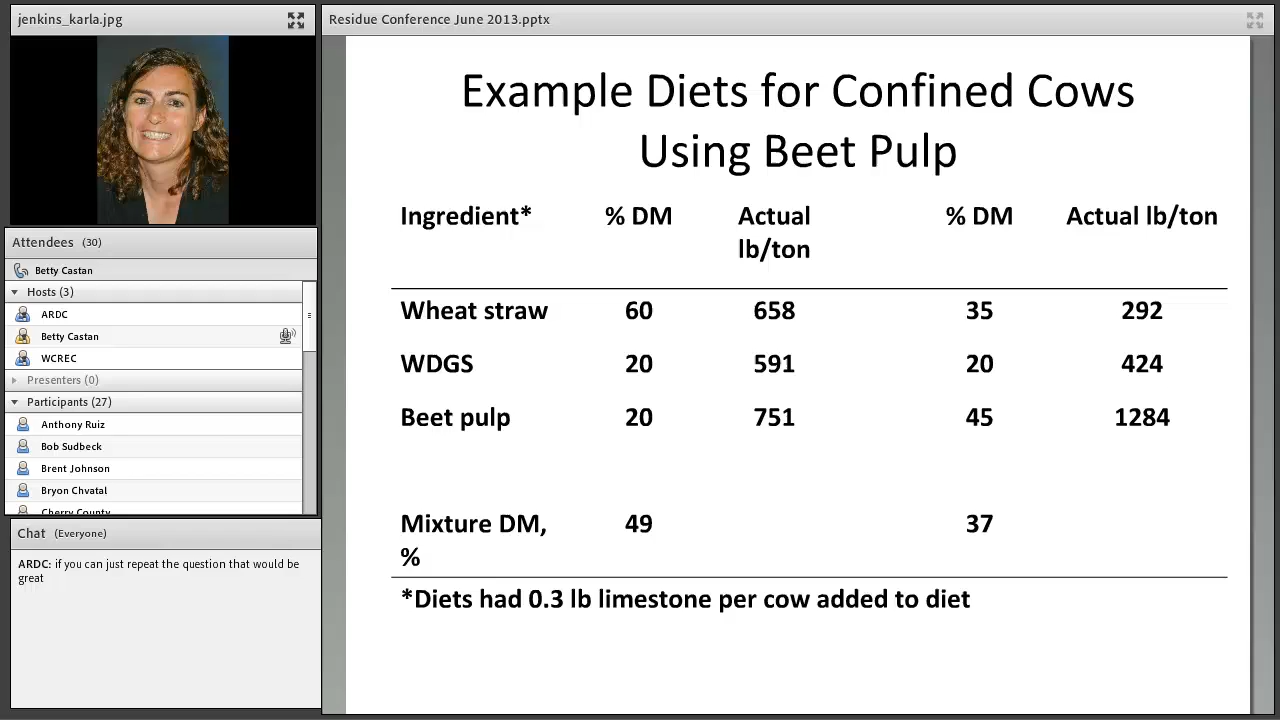 jenkins_karla.jpg
Attendees (30)
Betty Castan
Hosts (3)
ARDC
Betty Castan
WCREC
Presenters (0)
Participants (27)
Anthony Ruiz
Bob Sudbeck
Brent Johnson
Bryon Chvatal
Cherry County
Chat (Everyone)
ARDC: if you can just repeat the question that would be
great
Residue Conference June 2013.pptx
Example Diets for Confined Cows
Using Beet Pulp
Ingredient* % DM Actual % DM Actual lb/ton
lb/ton
Wheat straw 60 658 35 292
WDGS 20 591 20 424
Beet pulp 20 751 45 1284
Mixture DM, 49 37
%
*Diets had 0.3 lb limestone per cow added to diet